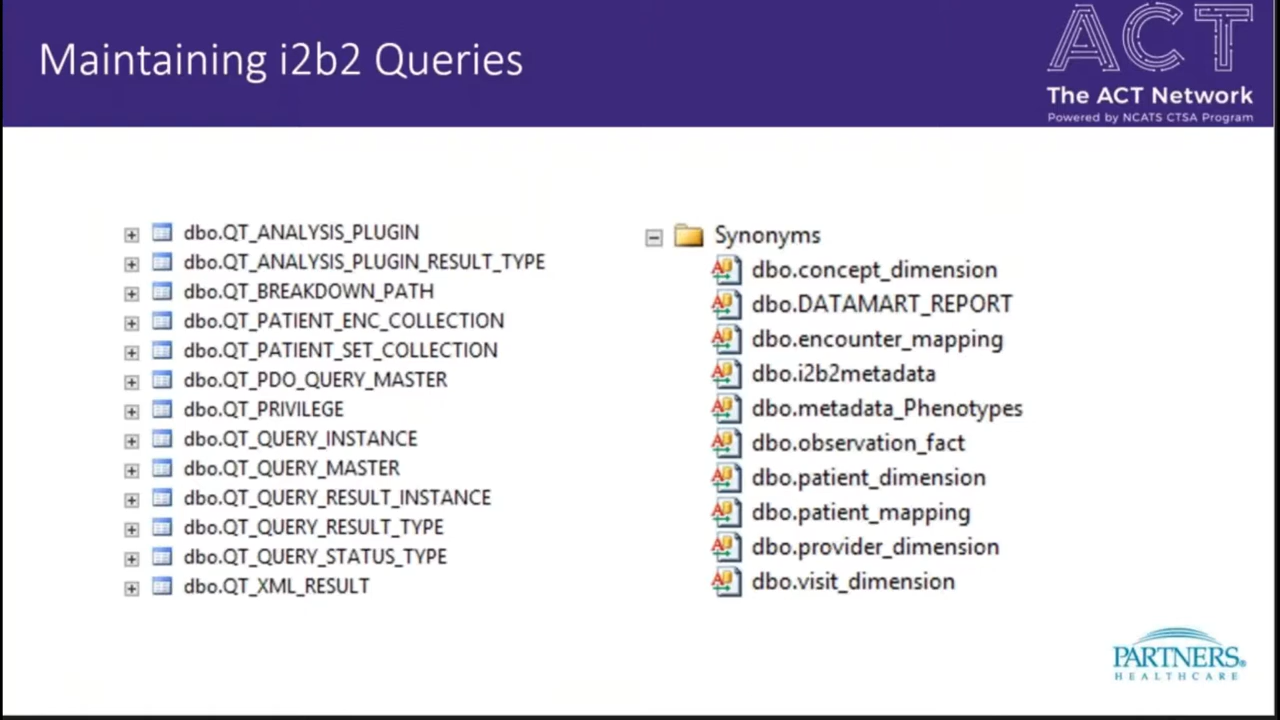 Maintaining i2b2 Queries
ACT
The ACT Network
Powered by NCATS CTSA Program
dbo.QT_ANALYSIS_PLUGIN
dbo.QT_ANALYSIS_PLUGIN_RESULT_TYPE
dbo.QT_BREAKDOWN_PATH
dbo.QT_PATIENT_ENC_COLLECTION
dbo.QT_PATIENT_SET_COLLECTION
dbo.QT_PDO_QUERY_MASTER
dbo.QT_PRIVILEGE
dbo.QT_QUERY_INSTANCE
dbo.QT_QUERY_MASTER
dbo.QT_QUERY_RESULT_INSTANCE
dbo.QT_QUERY_RESULT_TYPE
dbo.QT_QUERY_STATUS_TYPE
dbo.QT_XML_RESULT
Synonyms
dbo.concept_dimension
dbo.DATAMART_REPORT
dbo.encounter_mapping
dbo.i2b2metadata
dbo.metadata_Phenotypes
dbo.observation_fact
dbo.patient_dimension
dbo.patient_mapping
dbo.provider_dimension
dbo.visit_dimension
PARTNERS®
HEALTHCARE